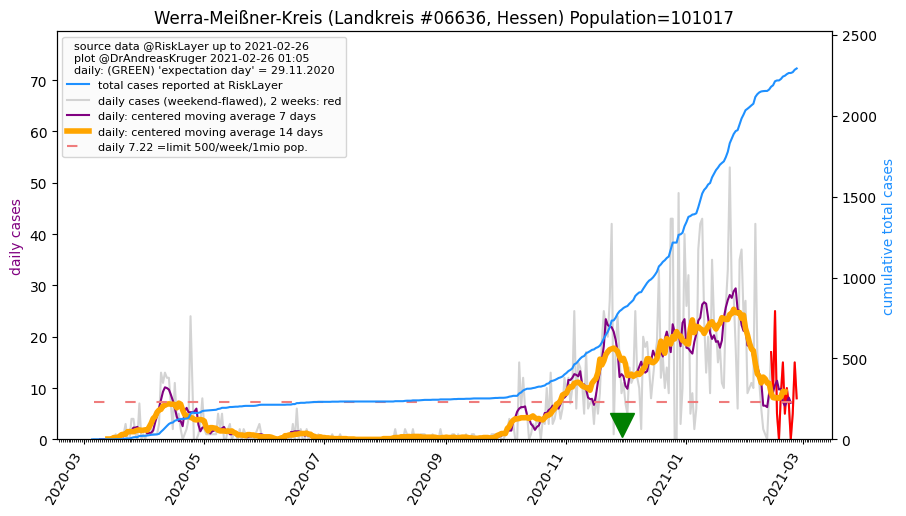 Werra-Meißner-Kreis (Landkreis #06636, Hessen) Population=101017
source data @RiskLayer up to 2021-02-26
plot @DrAndreasKruger 2021-02-26 01:05
daily: (GREEN) 'expectation day' = 29.11.2020
total cases reported at RiskLayer
daily cases (weekend-flawed), 2 weeks: red
daily: centered moving average 7 days
daily: centered moving average 14 days
daily 7.22 =limit 500/week/1mio pop.
daily cases
70
60
50
40
30
20
10
0
2500
2000
1500
1000
500
0
cumulative total cases
2020-03
2020-05
2020-07
2020-09
2020-11
2021-01
2021-03